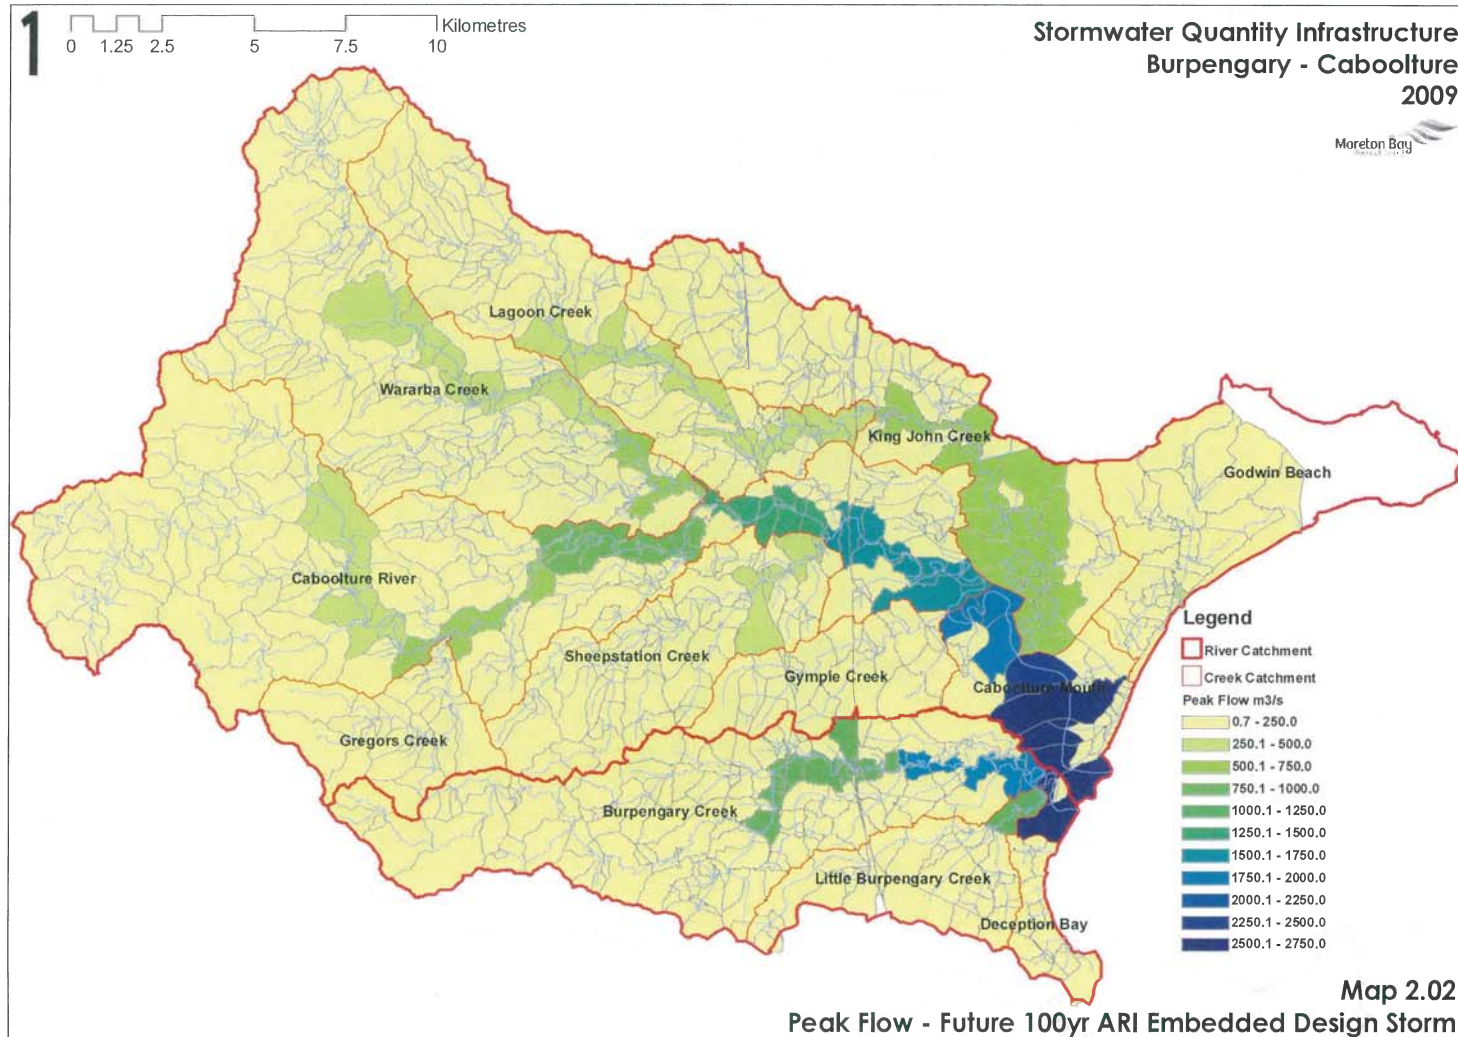 1
Kilometres
0 1.25 2.5 5 7.5 10
Stormwater Quantity Infrastructure
Burpengary - Caboolture
2009
Moreton Bay
Lagoon Creek
Wararba Creek
King John Creek
Godwin Beach
Caboolture River
Sheepstation Creek
Gympie Creek
Caboolture Mouth
Gregors Creek
Burpengary Creek
Little Burpengary Creek
Deception Bay
Legend
River Catchment
Creek Catchment
Peak Flow m3/s
0.7 - 250.0
250.1 - 500.0
500.1 - 750.0
750.1 - 1000.0
1000.1 - 1250.0
1250.1 - 1500.0
1500.1 - 1750.0
1750.1 - 2000.0
2000.1 - 2250.0
2250.1 - 2500.0
2500.1 - 2750.0
Map 2.02
Peak Flow - Future 100yr ARI Embedded Design Storm